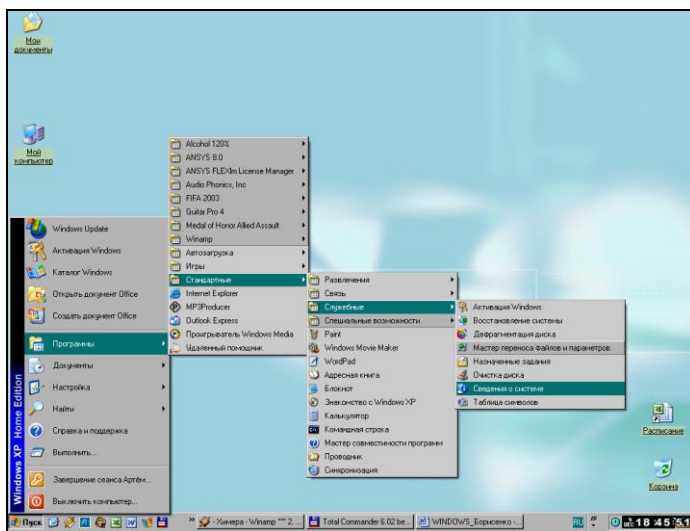 Мои
документы
Мой
компьютер
Alcohol 120%
ANSYS 8.0
ANSYS FLEXlm License Manager
Audio Phonics, Inc
FIFA 2003
Guitar Pro 4
Medal of Honor Allied Assault
Winamp
Автозагрузка
Игры
Стандартные
Internet Explorer
MP3Producer
Outlook Express
Проигрыватель Windows Media
Удаленный помощник
Windows Update
Активация Windows
Каталог Windows
Открыть документ Office
Создать документ Office
Программы
Документы
Настройка
Найти
Справка и поддержка
Выполнить...
Завершение сеанса Артём...
Выключить компьютер...
Windows XP Home Edition
Развлечения
Связь
Служебные
Специальные возможности
Paint
Windows Movie Maker
WordPad
Адресная книга
Блокнот
Знакомство с Windows XP
Калькулятор
Командная строка
Мастер совместимости программ
Проводник
Синхронизация
Активация Windows
Восстановление системы
Дефрагментация диска
Мастер переноса файлов и параметров
Назначенные задания
Очистка диска
Сведения о системе
Таблица символов
Расписание
Корзина
Пуск
- Химера - Winamp *** 2 ...
Total Commander 6.02 be...
WINDOWS_Борисенко -...
RU
18:45